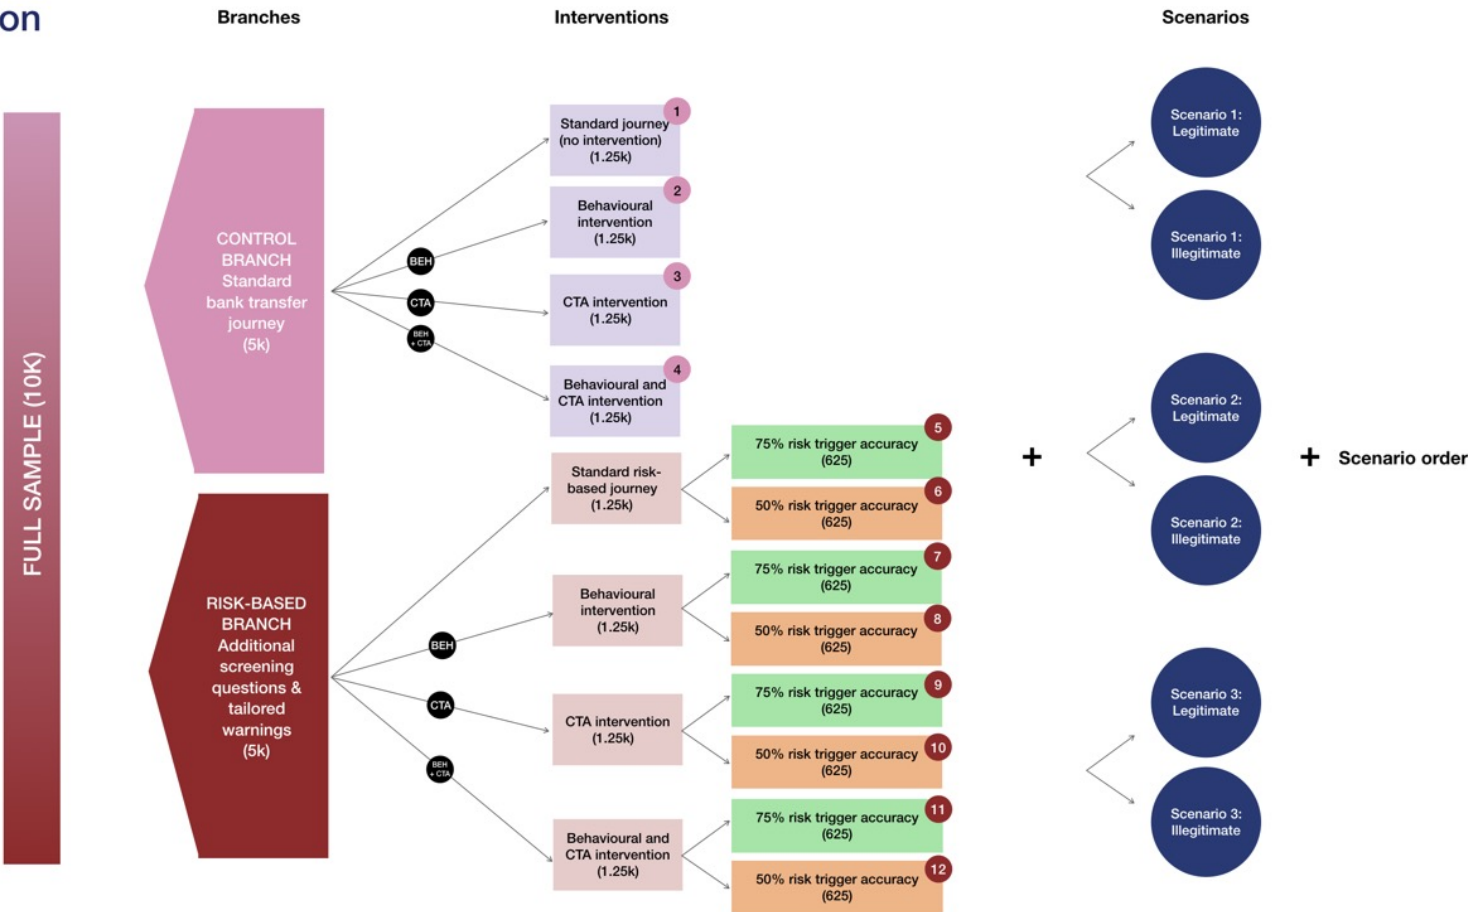 on
Branches
Interventions
Scenarios
FULL SAMPLE (10K)
CONTROL
BRANCH
Standard
bank transfer
journey
(5k)
BEH
CTA
BEH
+ CTA
1
Standard journey
(no intervention)
(1.25k)
2
Behavioural
intervention
(1.25k)
3
CTA intervention
(1.25k)
4
Behavioural and
CTA intervention
(1.25k)
RISK-BASED
BRANCH
Additional
screening
questions &
tailored
warnings
(5k)
BEH
CTA
BEH
+ CTA
Standard risk-
based journey
(1.25k)
5
75% risk trigger accuracy
(625)
6
50% risk trigger accuracy
(625)
Behavioural
intervention
(1.25k)
7
75% risk trigger accuracy
(625)
8
50% risk trigger accuracy
(625)
CTA intervention
(1.25k)
9
75% risk trigger accuracy
(625)
10
50% risk trigger accuracy
(625)
Behavioural and
CTA intervention
(1.25k)
11
75% risk trigger accuracy
(625)
12
50% risk trigger accuracy
(625)
+
Scenario 1:
Legitimate
Scenario 1:
Illegitimate
Scenario 2:
Legitimate
Scenario 2:
Illegitimate
Scenario 3:
Legitimate
Scenario 3:
Illegitimate
+ Scenario order